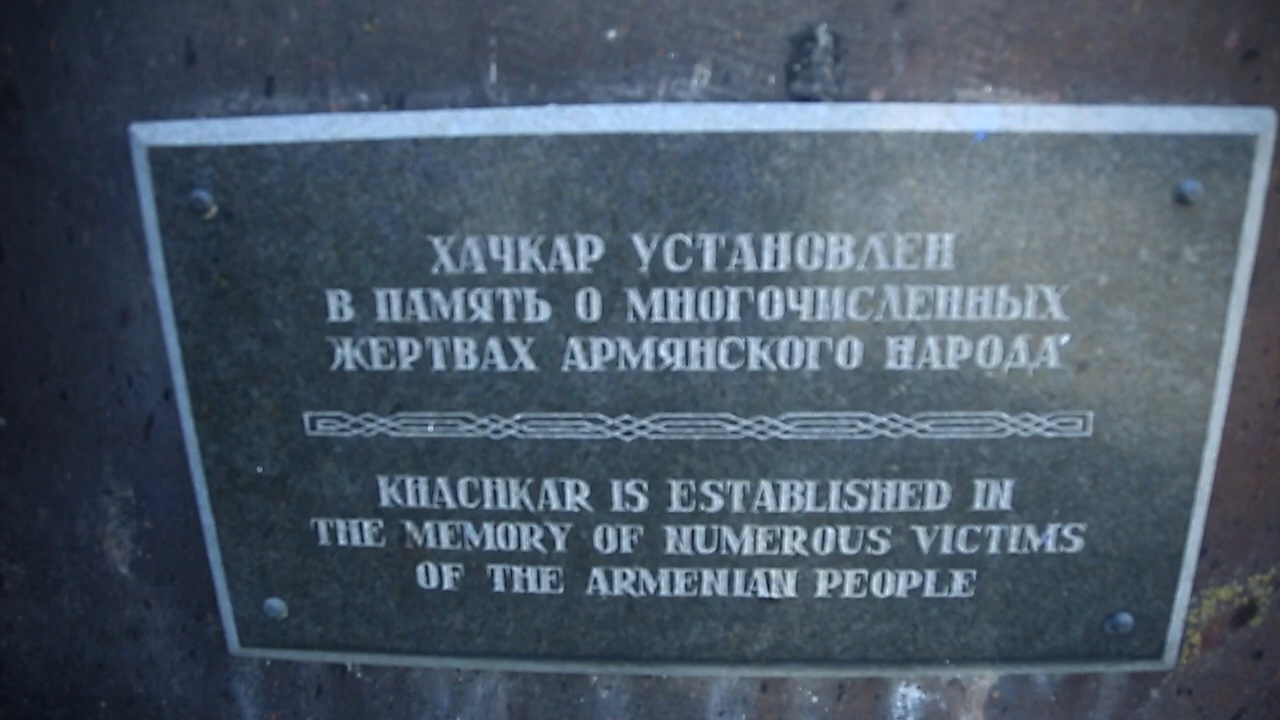 ХАЧКАР УСТАНОВЛЕН
В ПАМЯТЬ О МНОГОЧИСЛЕННЫХ
ЖЕРТВАХ АРМЯНСКОГО НАРОДА
KHACHKAR IS ESTABLISHED IN
THE MEMORY OF NUMEROUS VICTIMS
OF THE ARMENIAN PEOPLE